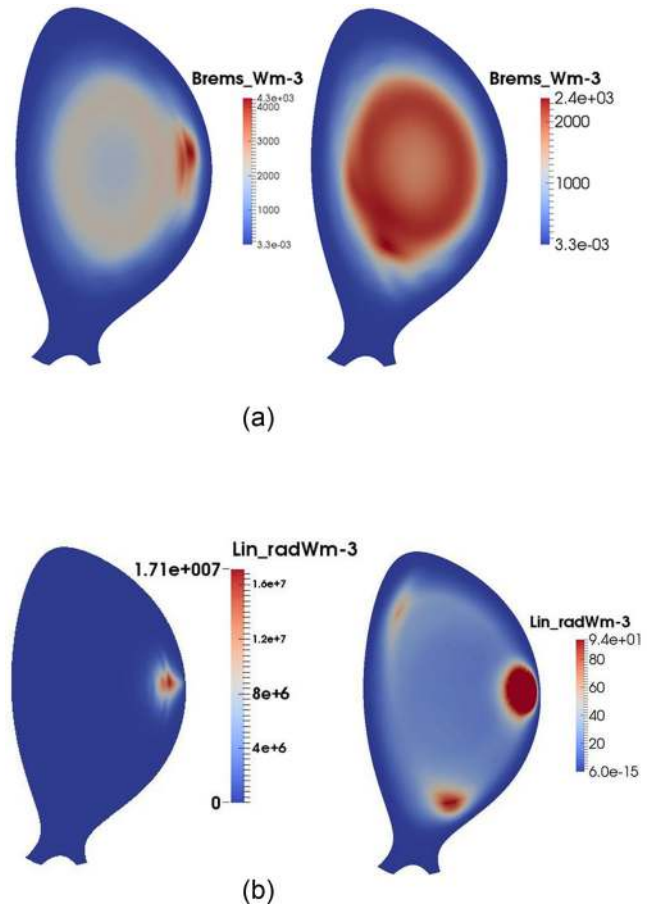 Brems_Wm-3
4.3e+03
4000
3000
2000
1000
3.3e-03
Brems_Wm-3
2.4e+03
2000
1000
3.3e-03
(a)
Lin_radWm-3
1.71e+007
1.6e+7
1.2e+7
8e+6
4e+6
0
Lin_radWm-3
9.4e+01
80
60
40
20
6.0e-15
(b)